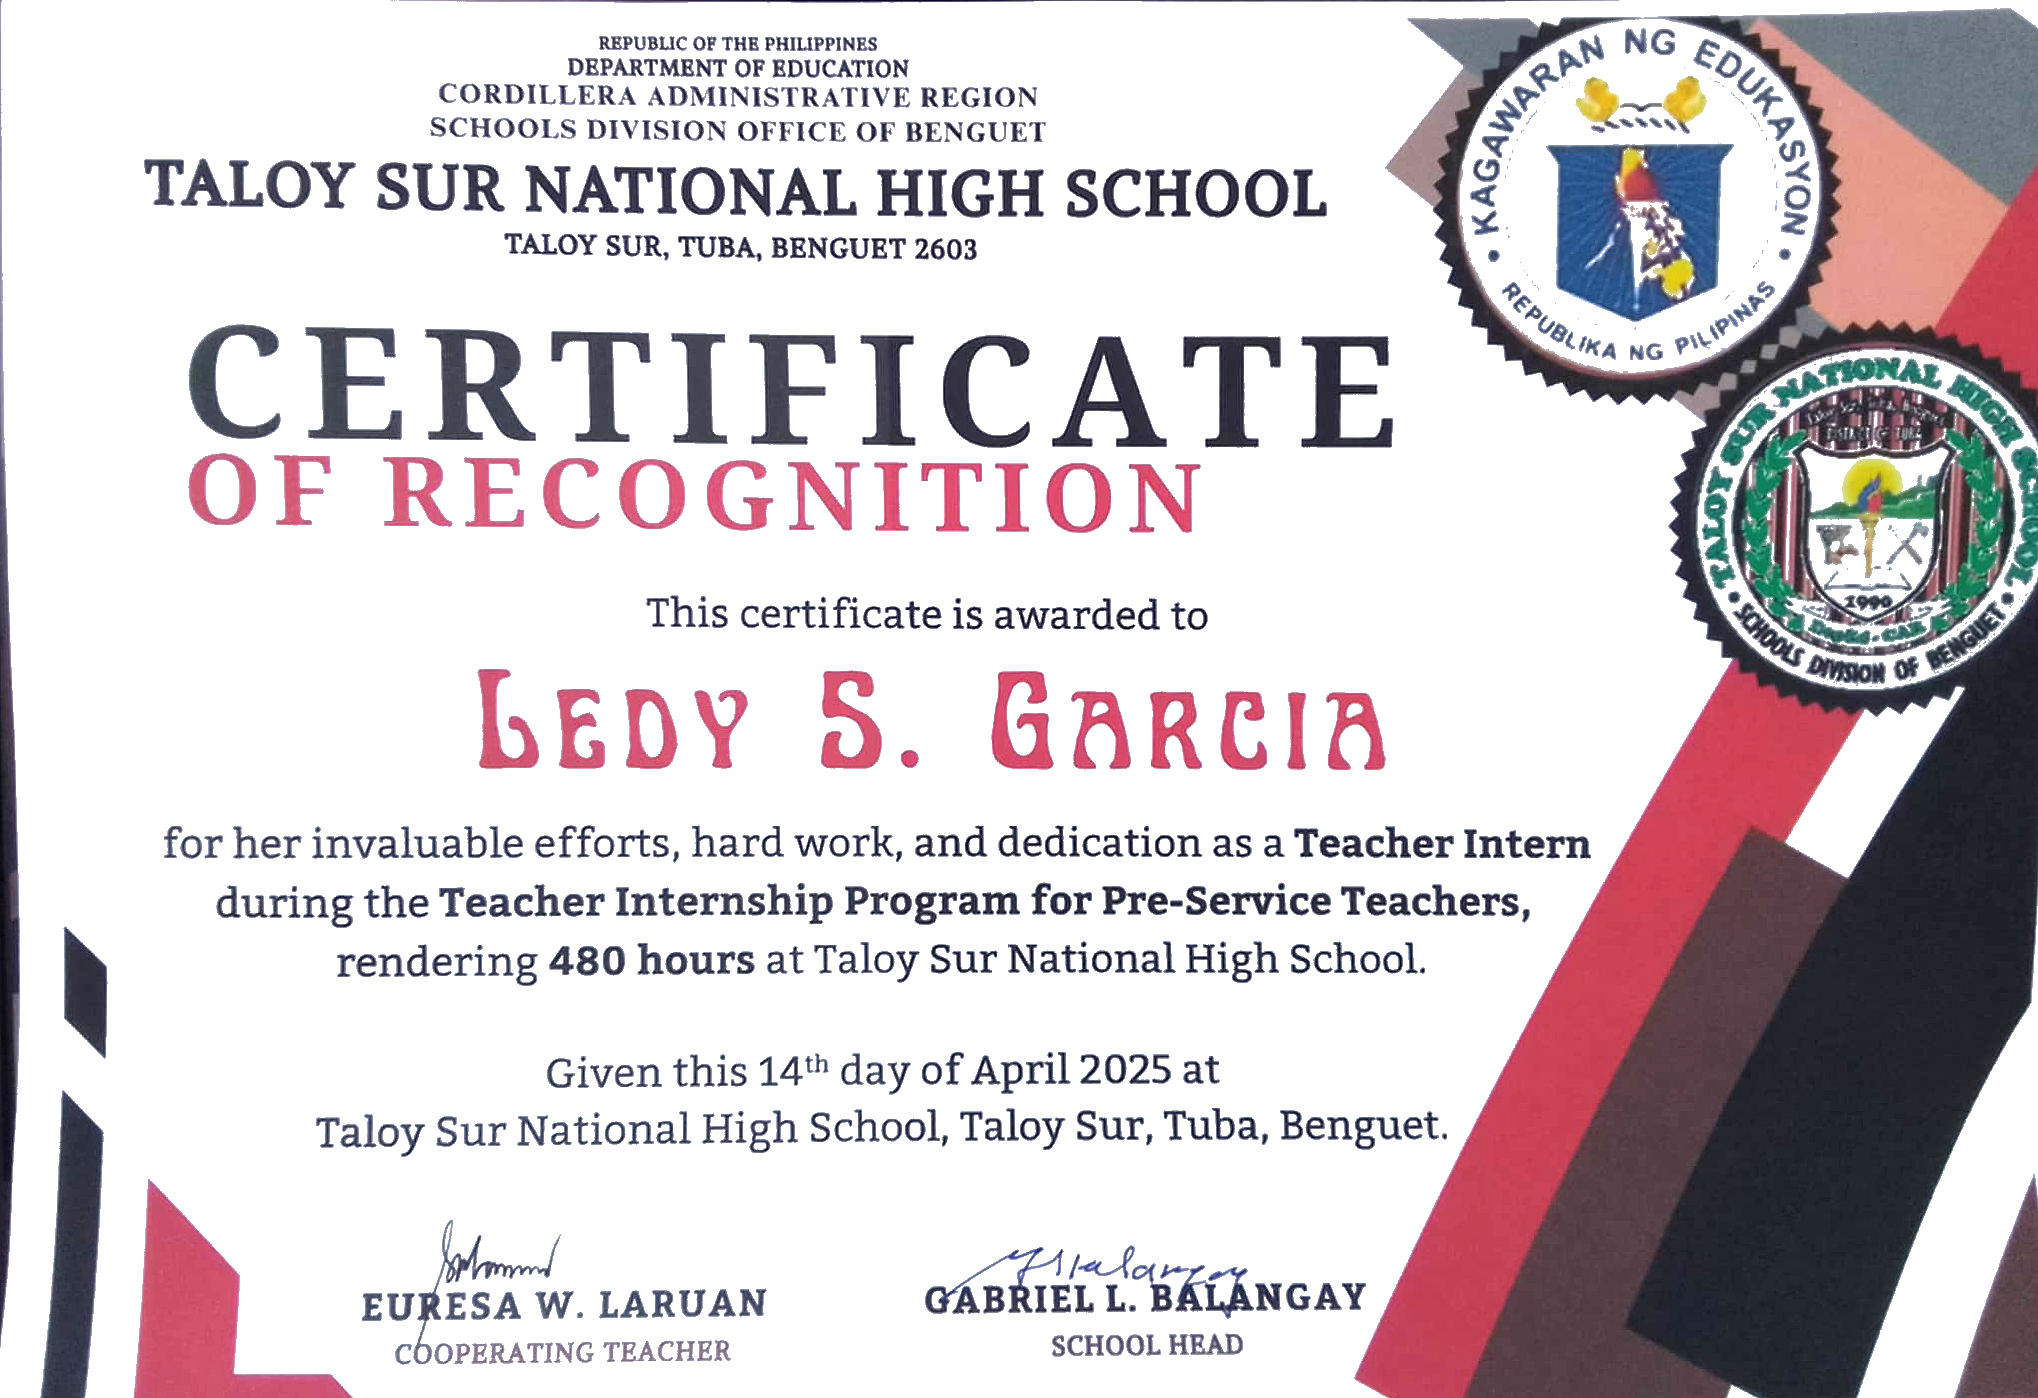 REPUBLIC OF THE PHILIPPINES
DEPARTMENT OF EDUCATION
CORDILLERA ADMINISTRATIVE REGION
SCHOOLS DIVISION OFFICE OF BENGUET
TALOY SUR NATIONAL HIGH SCHOOL
TALOY SUR, TUBA, BENGUET 2603
KAGAWARAN NG EDUKASYON
REPUBLIKA NG PILIPINAS
TALOY SUR NATIONAL HIGH SCHOOL
1990
DepEd - CAR
SCHOOLS DIVISION OF BENGUET
CERTIFICATE
OF RECOGNITION
This certificate is awarded to
LEDY S. GARCIA
for her invaluable efforts, hard work, and dedication as a Teacher Intern
during the Teacher Internship Program for Pre-Service Teachers,
rendering 480 hours at Taloy Sur National High School.
Given this 14th day of April 2025 at
Taloy Sur National High School, Taloy Sur, Tuba, Benguet.
EURESA W. LARUAN
COOPERATING TEACHER
GABRIEL L. BALANGAY
SCHOOL HEAD